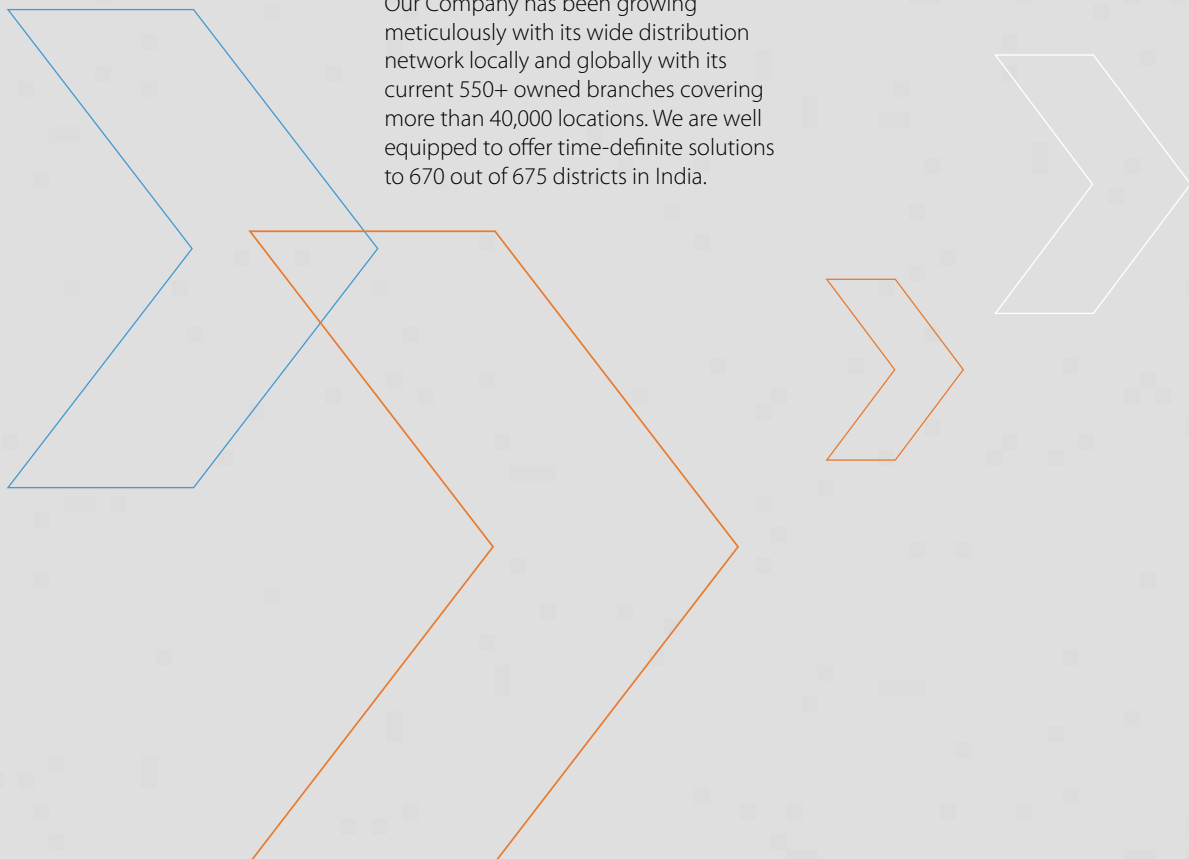 Our Company has been growing
meticulously with its wide distribution
network locally and globally with its
current 550+ owned branches covering
more than 40,000 locations. We are well
equipped to offer time-definite solutions
to 670 out of 675 districts in India.